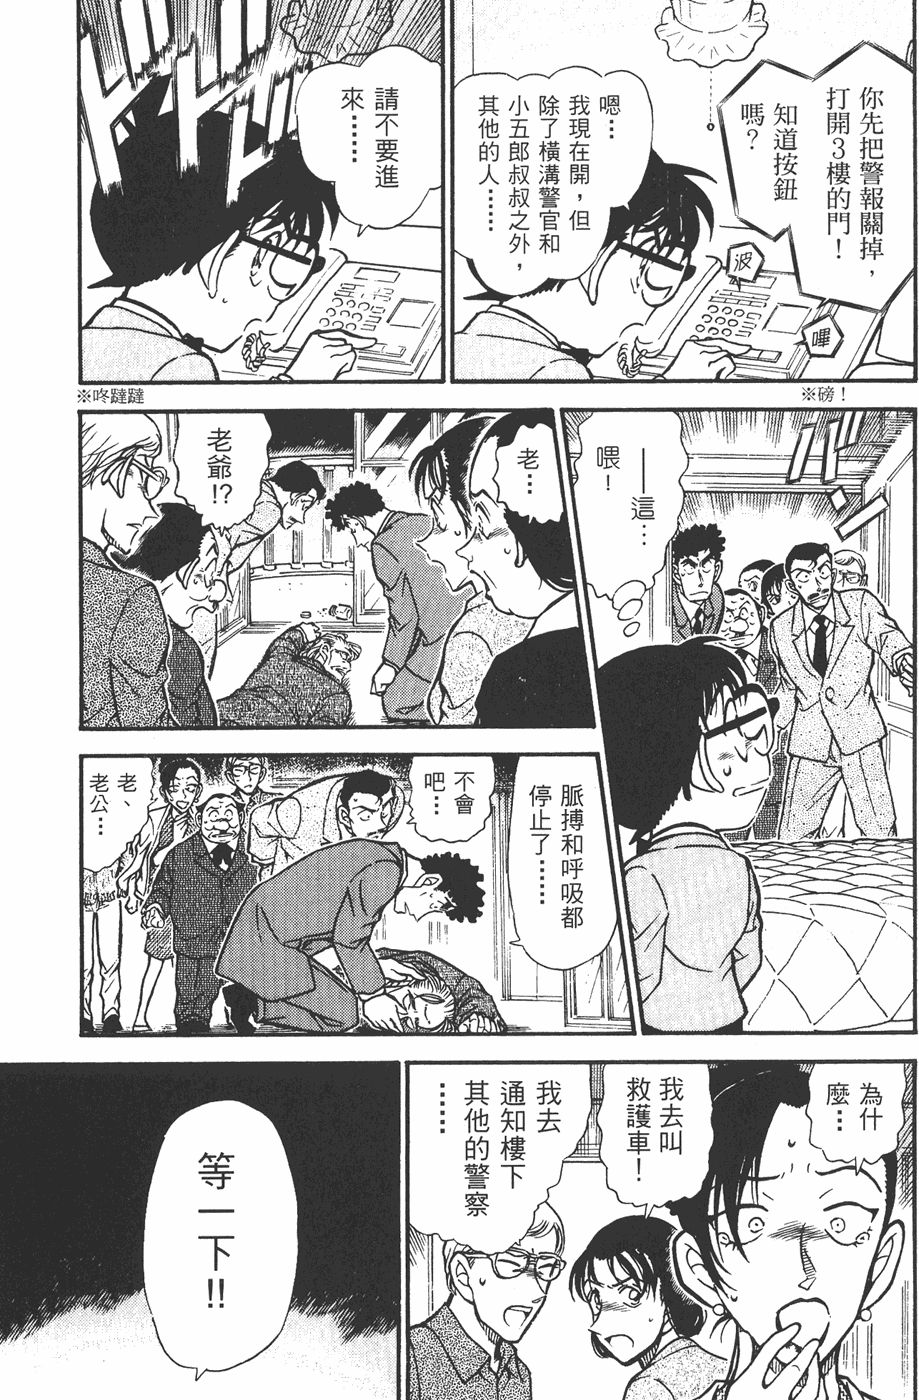 你先把警報關掉，
打開3樓的門！
知道按鈕
嗎？
嗯…
我現在開，但
除了橫溝警官和
小五郎叔叔之外，
其他的人……
波
嗶
請不要進
來……
※磅！
※咚躂躂
喂！
──這…
老…
老爺!?
脈搏和呼吸都
停止了……
不會
吧…
老、
老公…
為什
麼…
我去叫
救護車！
我去
通知樓下
其他的警察
……
等一下!!